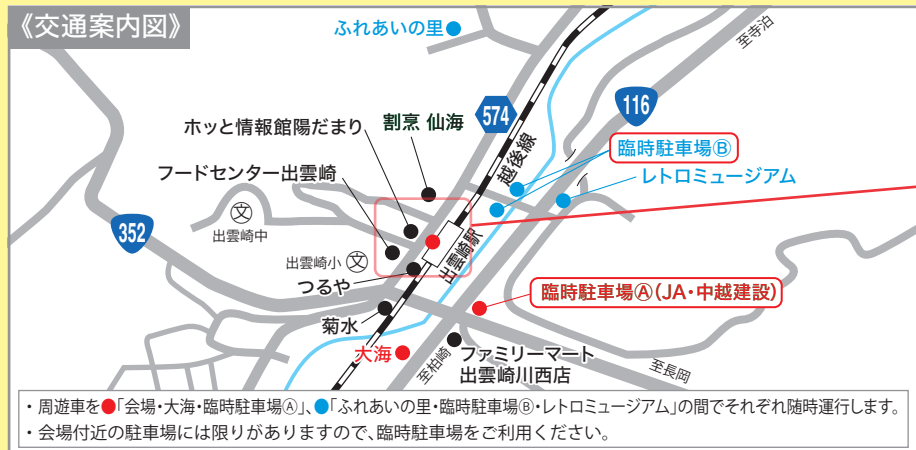 《交通案内図》
ふれあいの里
至寺泊
574
116
ホッと情報館陽だまり
割烹 仙海
越後線
臨時駐車場Ⓑ
フードセンター出雲崎
レトロミュージアム
文
出雲崎中
352
出雲崎駅
出雲崎小 文
つるや
臨時駐車場Ⓐ(JA・中越建設)
菊水
大海
至柏崎
ファミリーマート
出雲崎川西店
至長岡
・周遊車を●「会場・大海・臨時駐車場Ⓐ」、●「ふれあいの里・臨時駐車場Ⓑ・レトロミュージアム」の間でそれぞれ随時運行します。
・会場付近の駐車場には限りがありますので、臨時駐車場をご利用ください。